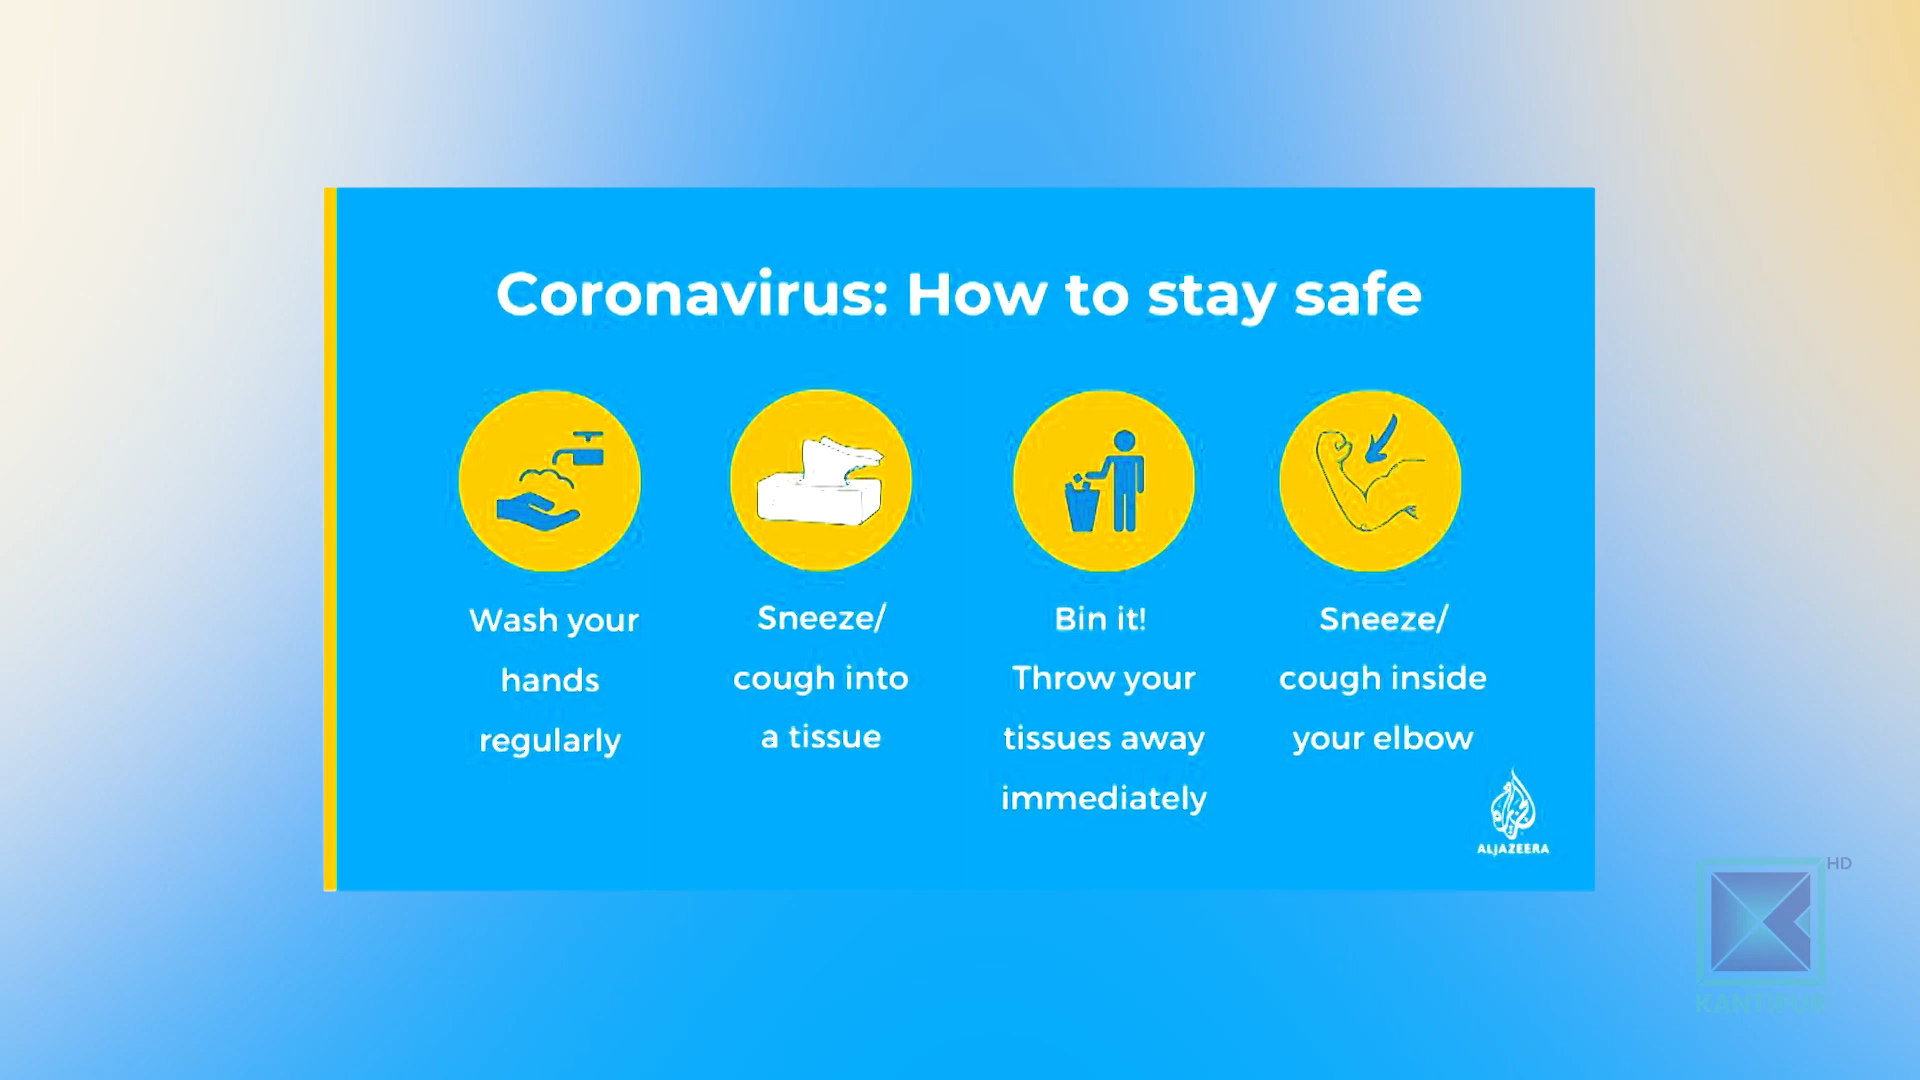 Coronavirus: How to stay safe
Wash your
hands
regularly
Sneeze/
cough into
a tissue
Bin it!
Throw your
tissues away
immediately
Sneeze/
cough inside
your elbow
ALJAZEERA
HD
KANTIPUR